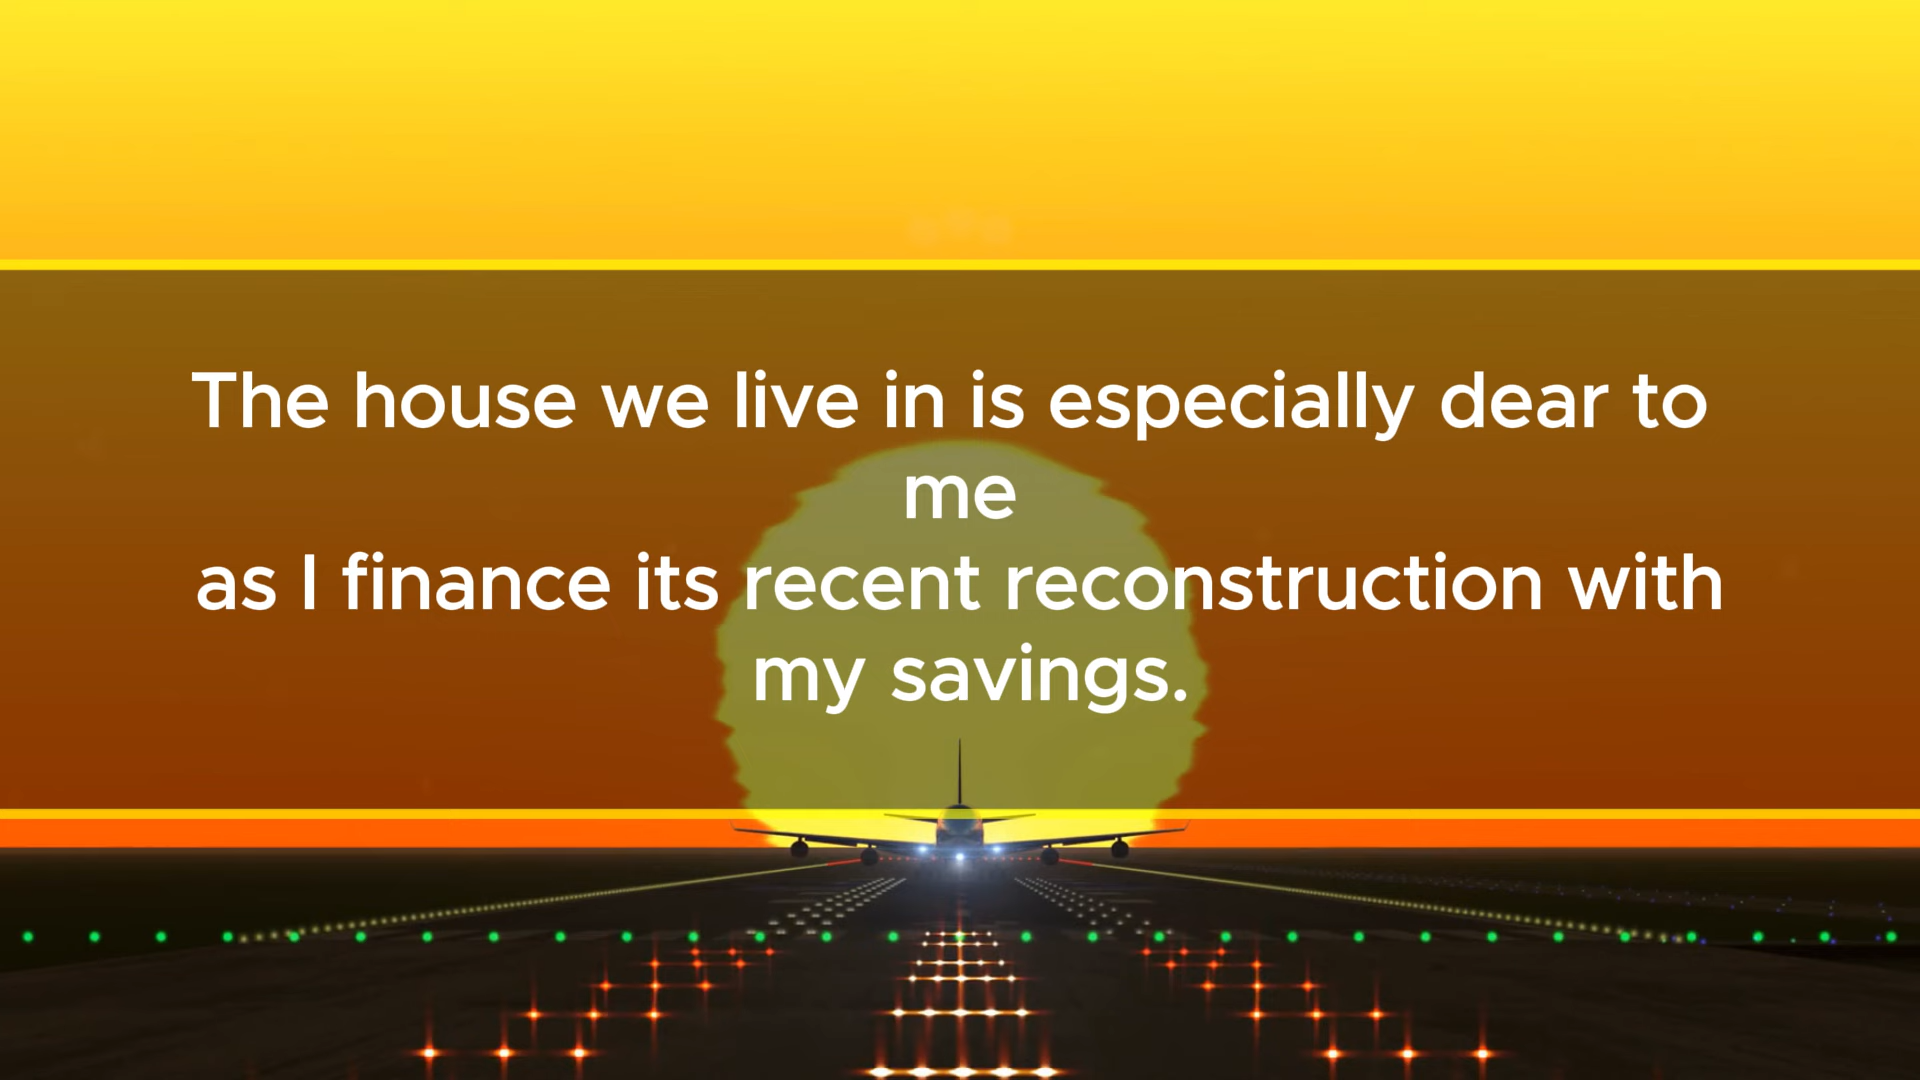 The house we live in is especially dear to
me
as I finance its recent reconstruction with
my savings.